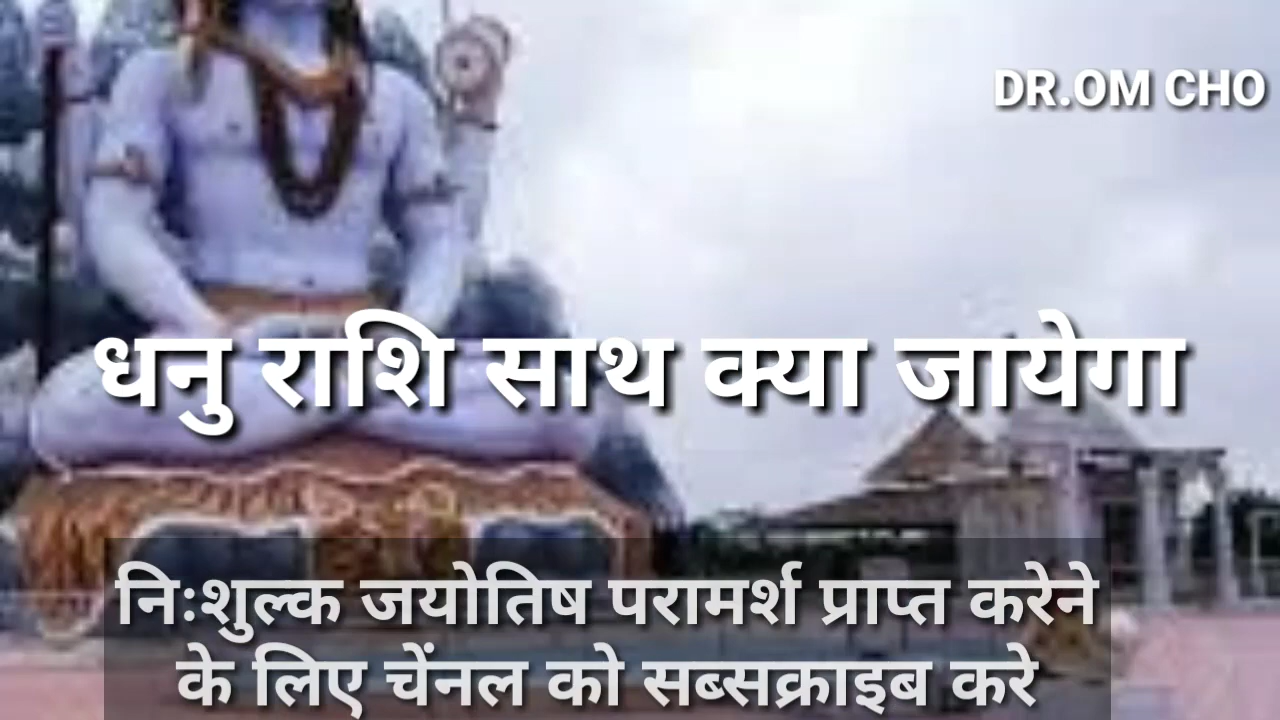 DR.OM CHO
धनु राशि साथ क्या जायेगा
निःशुल्क जयोतिष परामर्श प्राप्त करेने
के लिए चेंनल को सब्सक्राइब करे